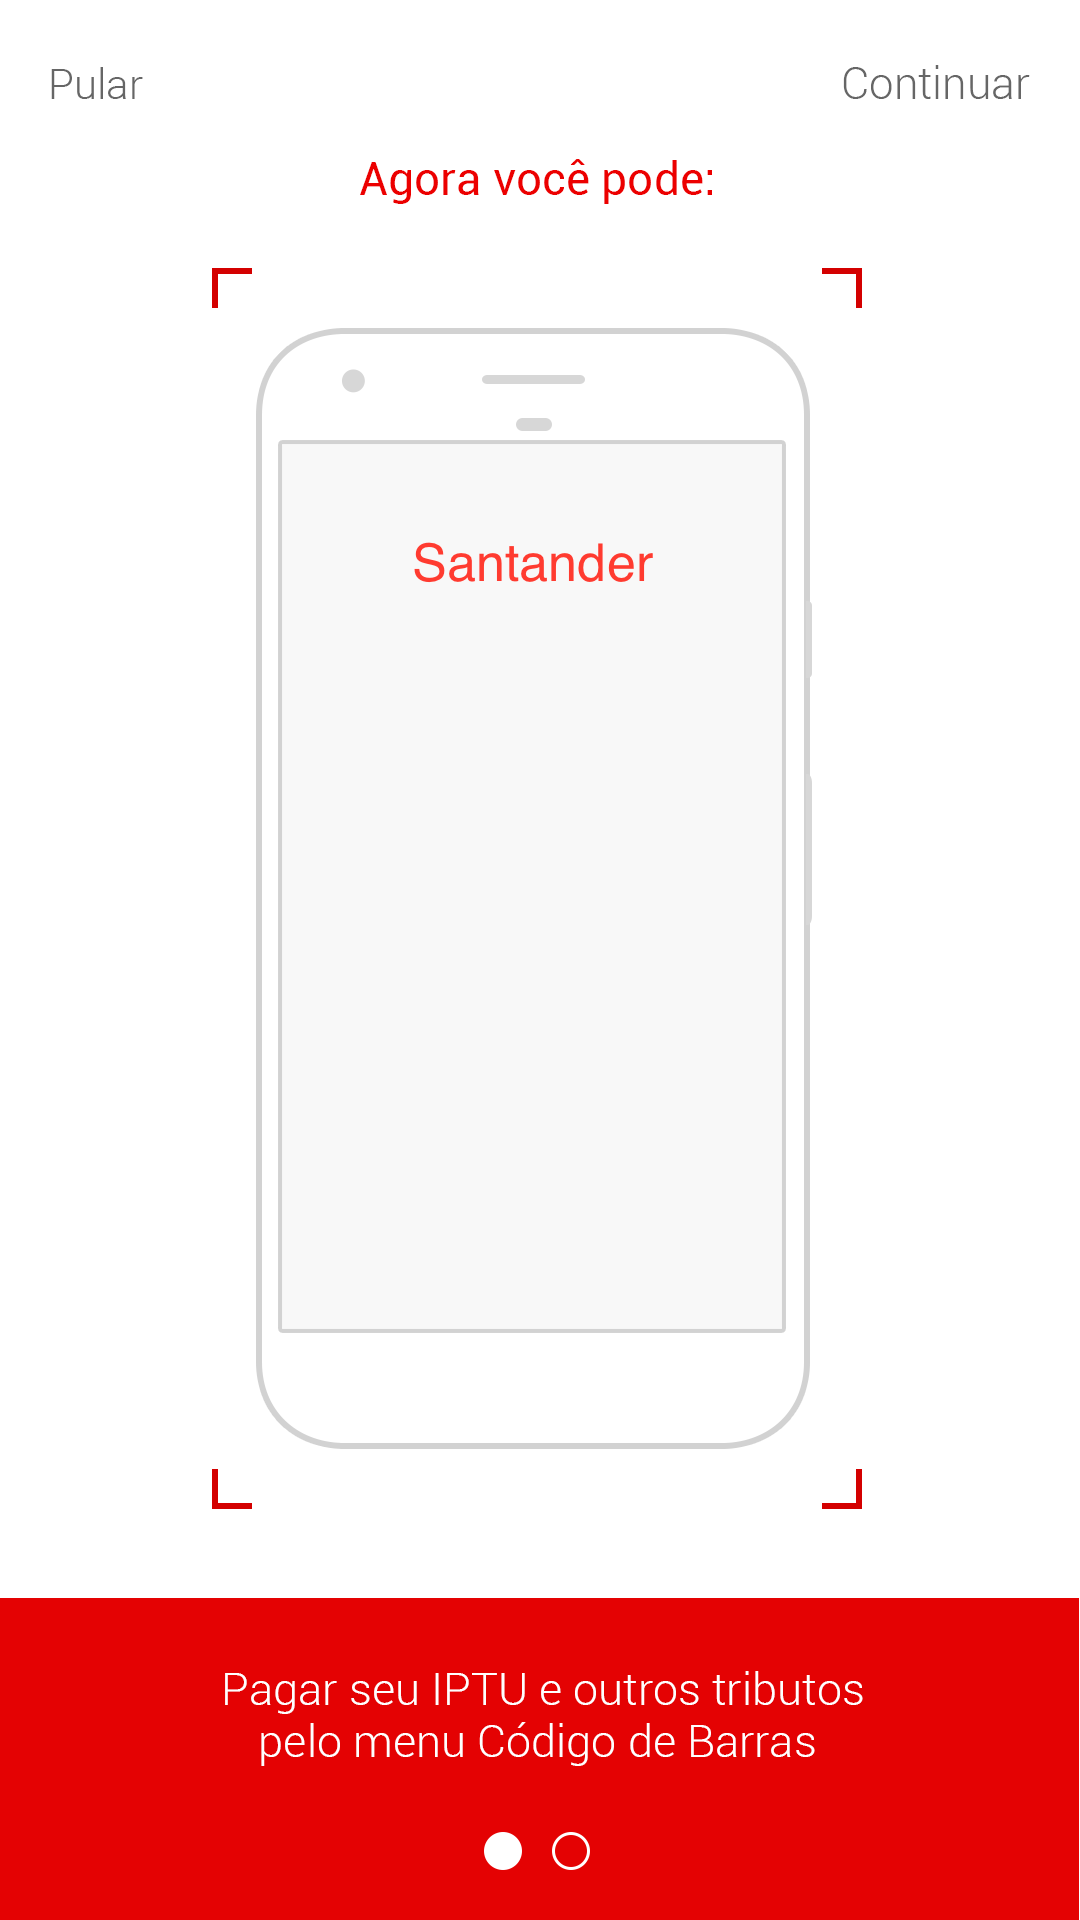 Pular
Continuar
Agora você pode:
Santander
Pagar seu IPTU e outros tributos
pelo menu Código de Barras